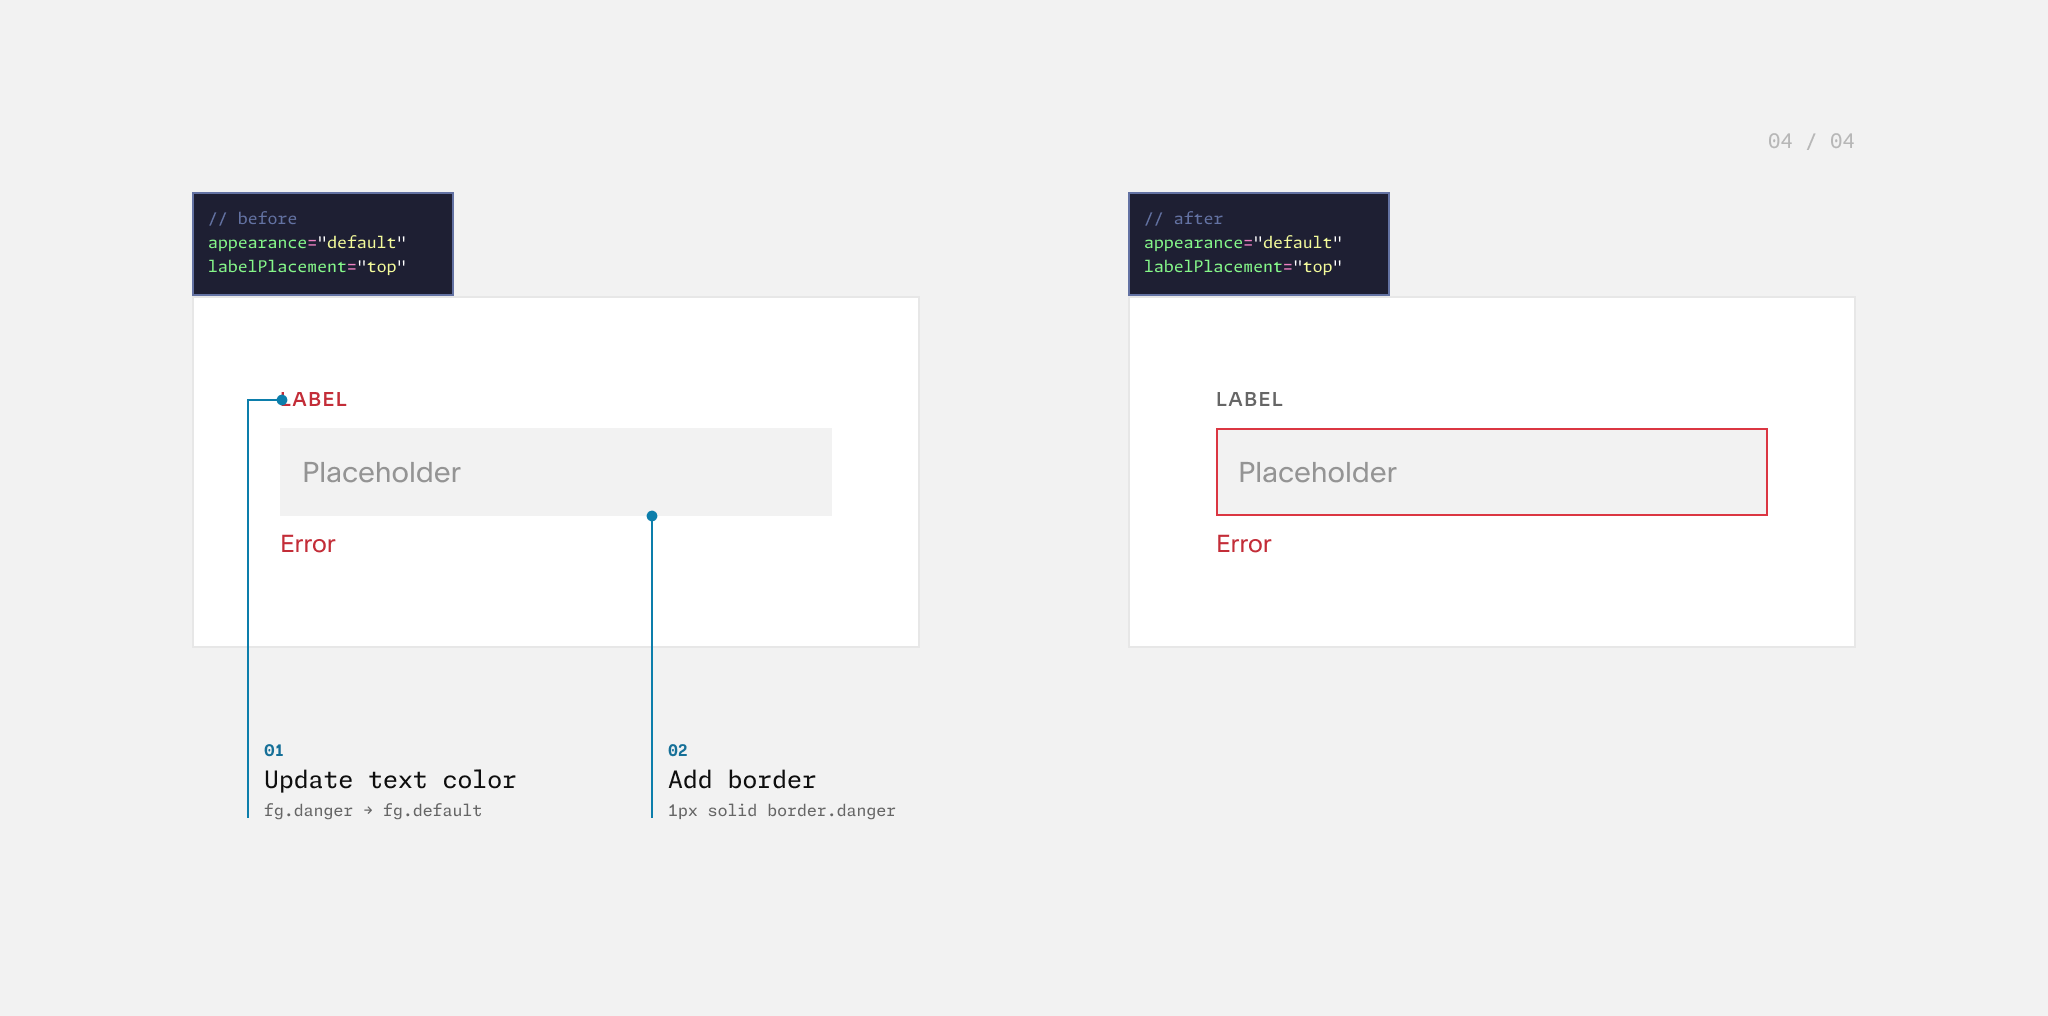 04 / 04
// before
appearance="default"
labelPlacement="top"
LABEL
Placeholder
Error
01
Update text color
fg.danger → fg.default
02
Add border
1px solid border.danger
// after
appearance="default"
labelPlacement="top"
LABEL
Placeholder
Error